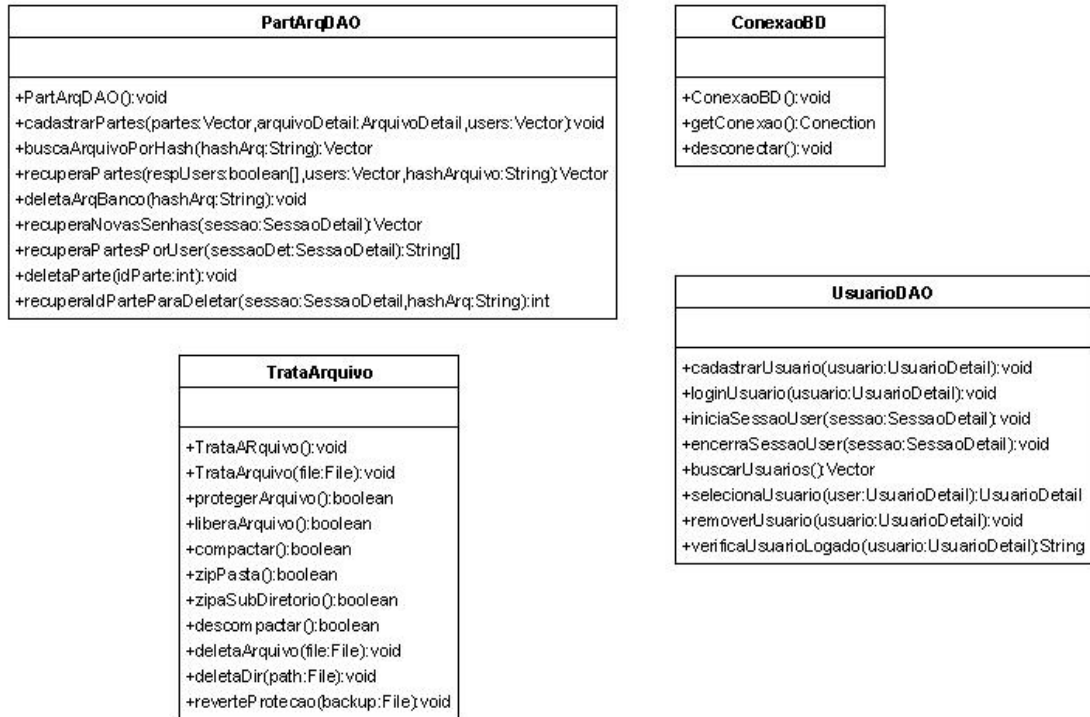 PartArqDAO
+PartArqDAO():void
+cadastrarPartes(partes:Vector,arquivoDetail:ArquivoDetail,users:Vector):void
+buscaArquivoPorHash(hashArq:String):Vector
+recuperaPartes(respUsers:boolean[],users:Vector,hashArquivo:String):Vector
+deletaArqBanco(hashArq:String):void
+recuperaNovasSenhas(sessao:SessaoDetail):Vector
+recuperaPartesPorUser(sessaoDet:SessaoDetail):String[]
+deletaParte(idParte:int):void
+recuperaIdParteParaDeletar(sessao:SessaoDetail,hashArq:String):int
ConexaoBD
+ConexaoBD():void
+getConexao():Conection
+desconectar():void
TrataArquivo
+TrataARquivo():void
+TrataArquivo(file:File):void
+protegerArquivo():boolean
+liberaArquivo():boolean
+compactar():boolean
+zipPasta():boolean
+zipaSubDiretorio():boolean
+descompactar():boolean
+deletaArquivo(file:File):void
+deletaDir(path:File):void
+reverteProtecao(backup:File):void
UsuarioDAO
+cadastrarUsuario(usuario:UsuarioDetail):void
+loginUsuario(usuario:UsuarioDetail):void
+iniciaSessaoUser(sessao:SessaoDetail):void
+encerraSessaoUser(sessao:SessaoDetail):void
+buscarUsuarios():Vector
+selecionaUsuario(user:UsuarioDetail):UsuarioDetail
+removerUsuario(usuario:UsuarioDetail):void
+verificaUsuarioLogado(usuario:UsuarioDetail):String